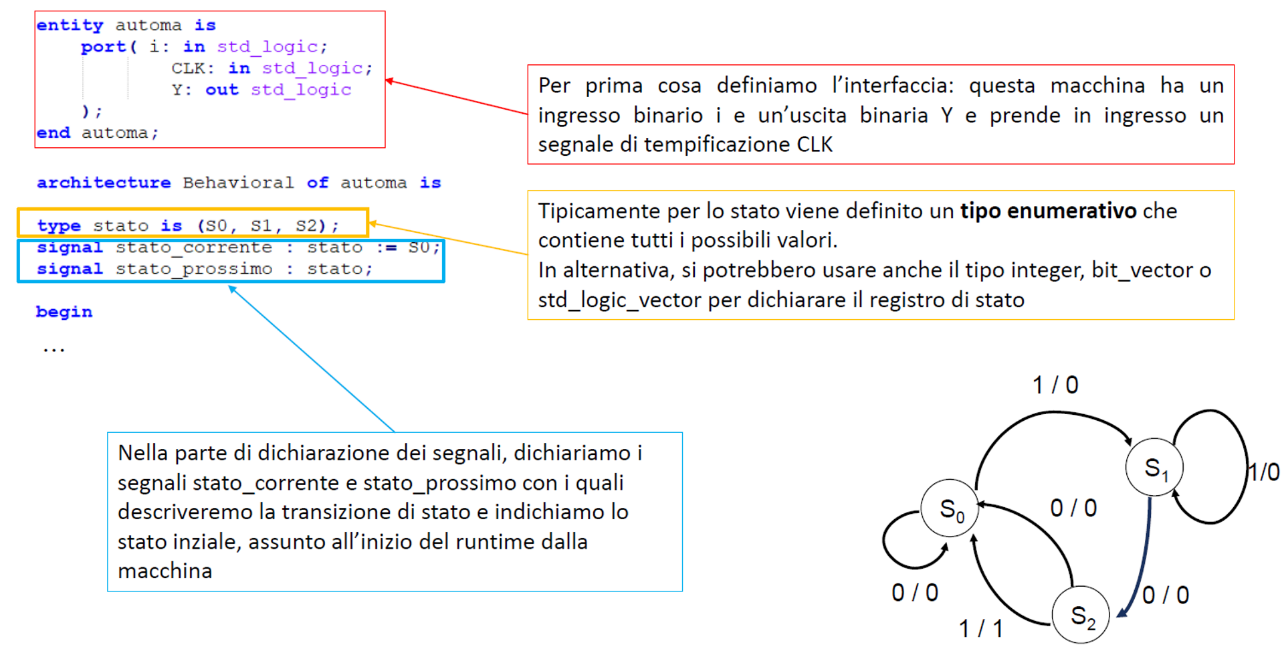 entity automa is
port( i: in std_logic;
CLK: in std_logic;
Y: out std_logic
);
end automa;
Per prima cosa definiamo l'interfaccia: questa macchina ha un
ingresso binario i e un'uscita binaria Y e prende in ingresso un
segnale di tempificazione CLK
architecture Behavioral of automa is
type stato is (S0, S1, S2);
signal stato_corrente : stato := S0;
signal stato_prossimo : stato;
begin
...
Tipicamente per lo stato viene definito un tipo enumerativo che
contiene tutti i possibili valori.
In alternativa, si potrebbero usare anche il tipo integer, bit_vector o
std_logic_vector per dichiarare il registro di stato
Nella parte di dichiarazione dei segnali, dichiariamo i
segnali stato_corrente e stato_prossimo con i quali
descriveremo la transizione di stato e indichiamo lo
stato inziale, assunto all'inizio del runtime dalla
macchina
1 / 0
S1
1/0
S0
0 / 0
0 / 0
0 / 0
S2
1 / 1